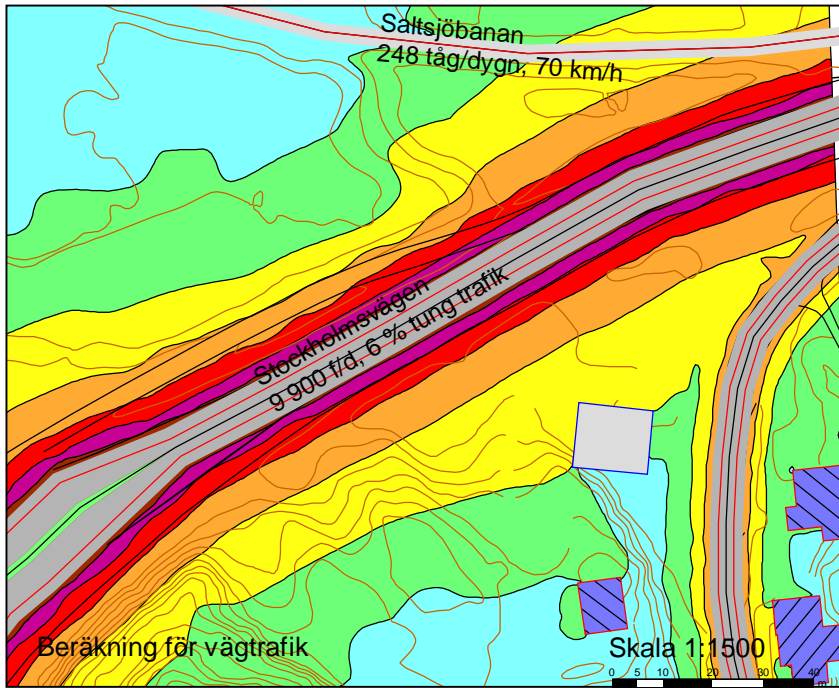 Saltsjöbanan
248 tåg/dygn, 70 km/h
Stockholmsvägen
9 900 f/d, 6 % tung trafik
Beräkning för vägtrafik
Skala 1:1500
0 5 10 20 30 40
m